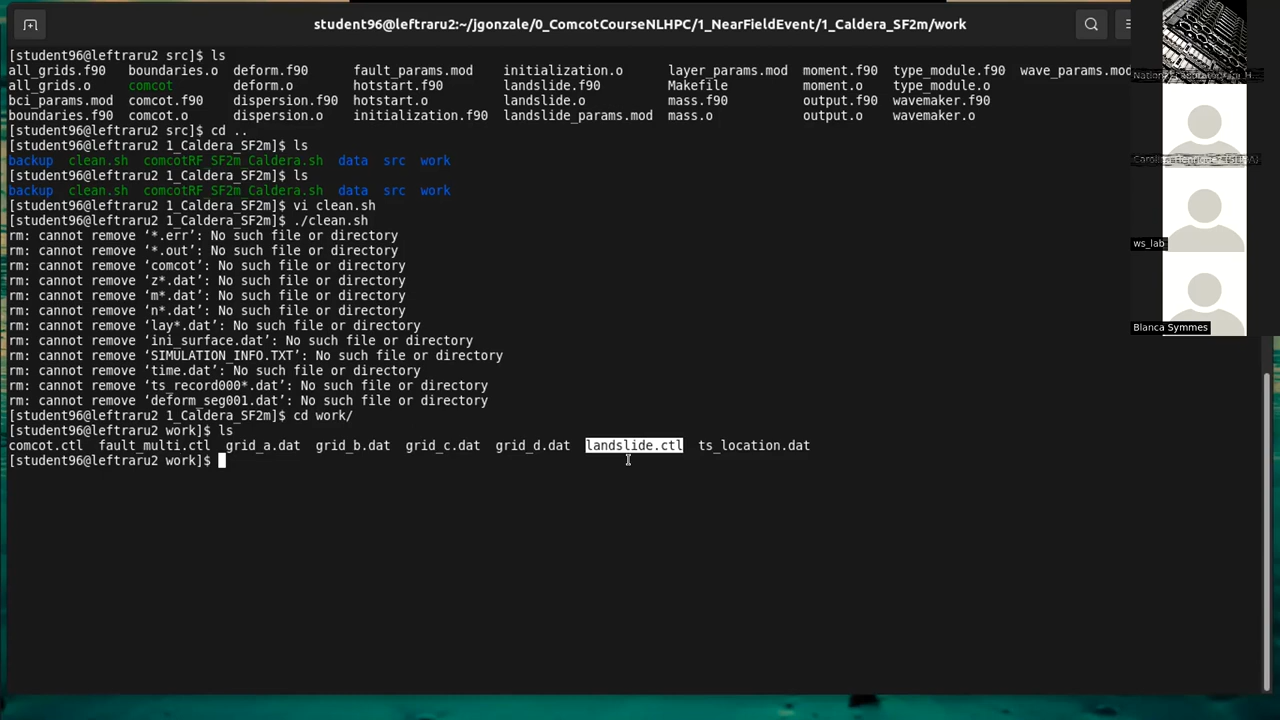 student96@leftraru2:~/jgonzale/0_ComcotCourseNLHPC/1_NearFieldEvent/1_Caldera_SF2m/work
[student96@leftraru2 src]$ ls
all_grids.f90 boundaries.o deform.f90 fault_params.mod initialization.o layer_params.mod moment.f90 type_module.f90 wave_params.mod
all_grids.o comcot deform.o hotstart.f90 landslide.f90 Makefile moment.o type_module.o
bci_params.mod comcot.f90 dispersion.f90 hotstart.o landslide.o mass.f90 output.f90 wavemaker.f90
boundaries.f90 comcot.o dispersion.o initialization.f90 landslide_params.mod mass.o output.o wavemaker.o
[student96@leftraru2 src]$ cd ..
[student96@leftraru2 1_Caldera_SF2m]$ ls
backup clean.sh comcotRF_SF2m_Caldera.sh data src work
[student96@leftraru2 1_Caldera_SF2m]$ ls
backup clean.sh comcotRF_SF2m_Caldera.sh data src work
[student96@leftraru2 1_Caldera_SF2m]$ vi clean.sh
[student96@leftraru2 1_Caldera_SF2m]$ ./clean.sh
rm: cannot remove ‘*.err’: No such file or directory
rm: cannot remove ‘*.out’: No such file or directory
rm: cannot remove ‘comcot’: No such file or directory
rm: cannot remove ‘z*.dat’: No such file or directory
rm: cannot remove ‘m*.dat’: No such file or directory
rm: cannot remove ‘n*.dat’: No such file or directory
rm: cannot remove ‘lay*.dat’: No such file or directory
rm: cannot remove ‘ini_surface.dat’: No such file or directory
rm: cannot remove ‘SIMULATION_INFO.TXT’: No such file or directory
rm: cannot remove ‘time.dat’: No such file or directory
rm: cannot remove ‘ts_record000*.dat’: No such file or directory
rm: cannot remove ‘deform_seg001.dat’: No such file or directory
[student96@leftraru2 1_Caldera_SF2m]$ cd work/
[student96@leftraru2 work]$ ls
comcot.ctl fault_multi.ctl grid_a.dat grid_b.dat grid_c.dat grid_d.dat landslide.ctl ts_location.dat
[student96@leftraru2 work]$
ws_lab
Blanca Symmes